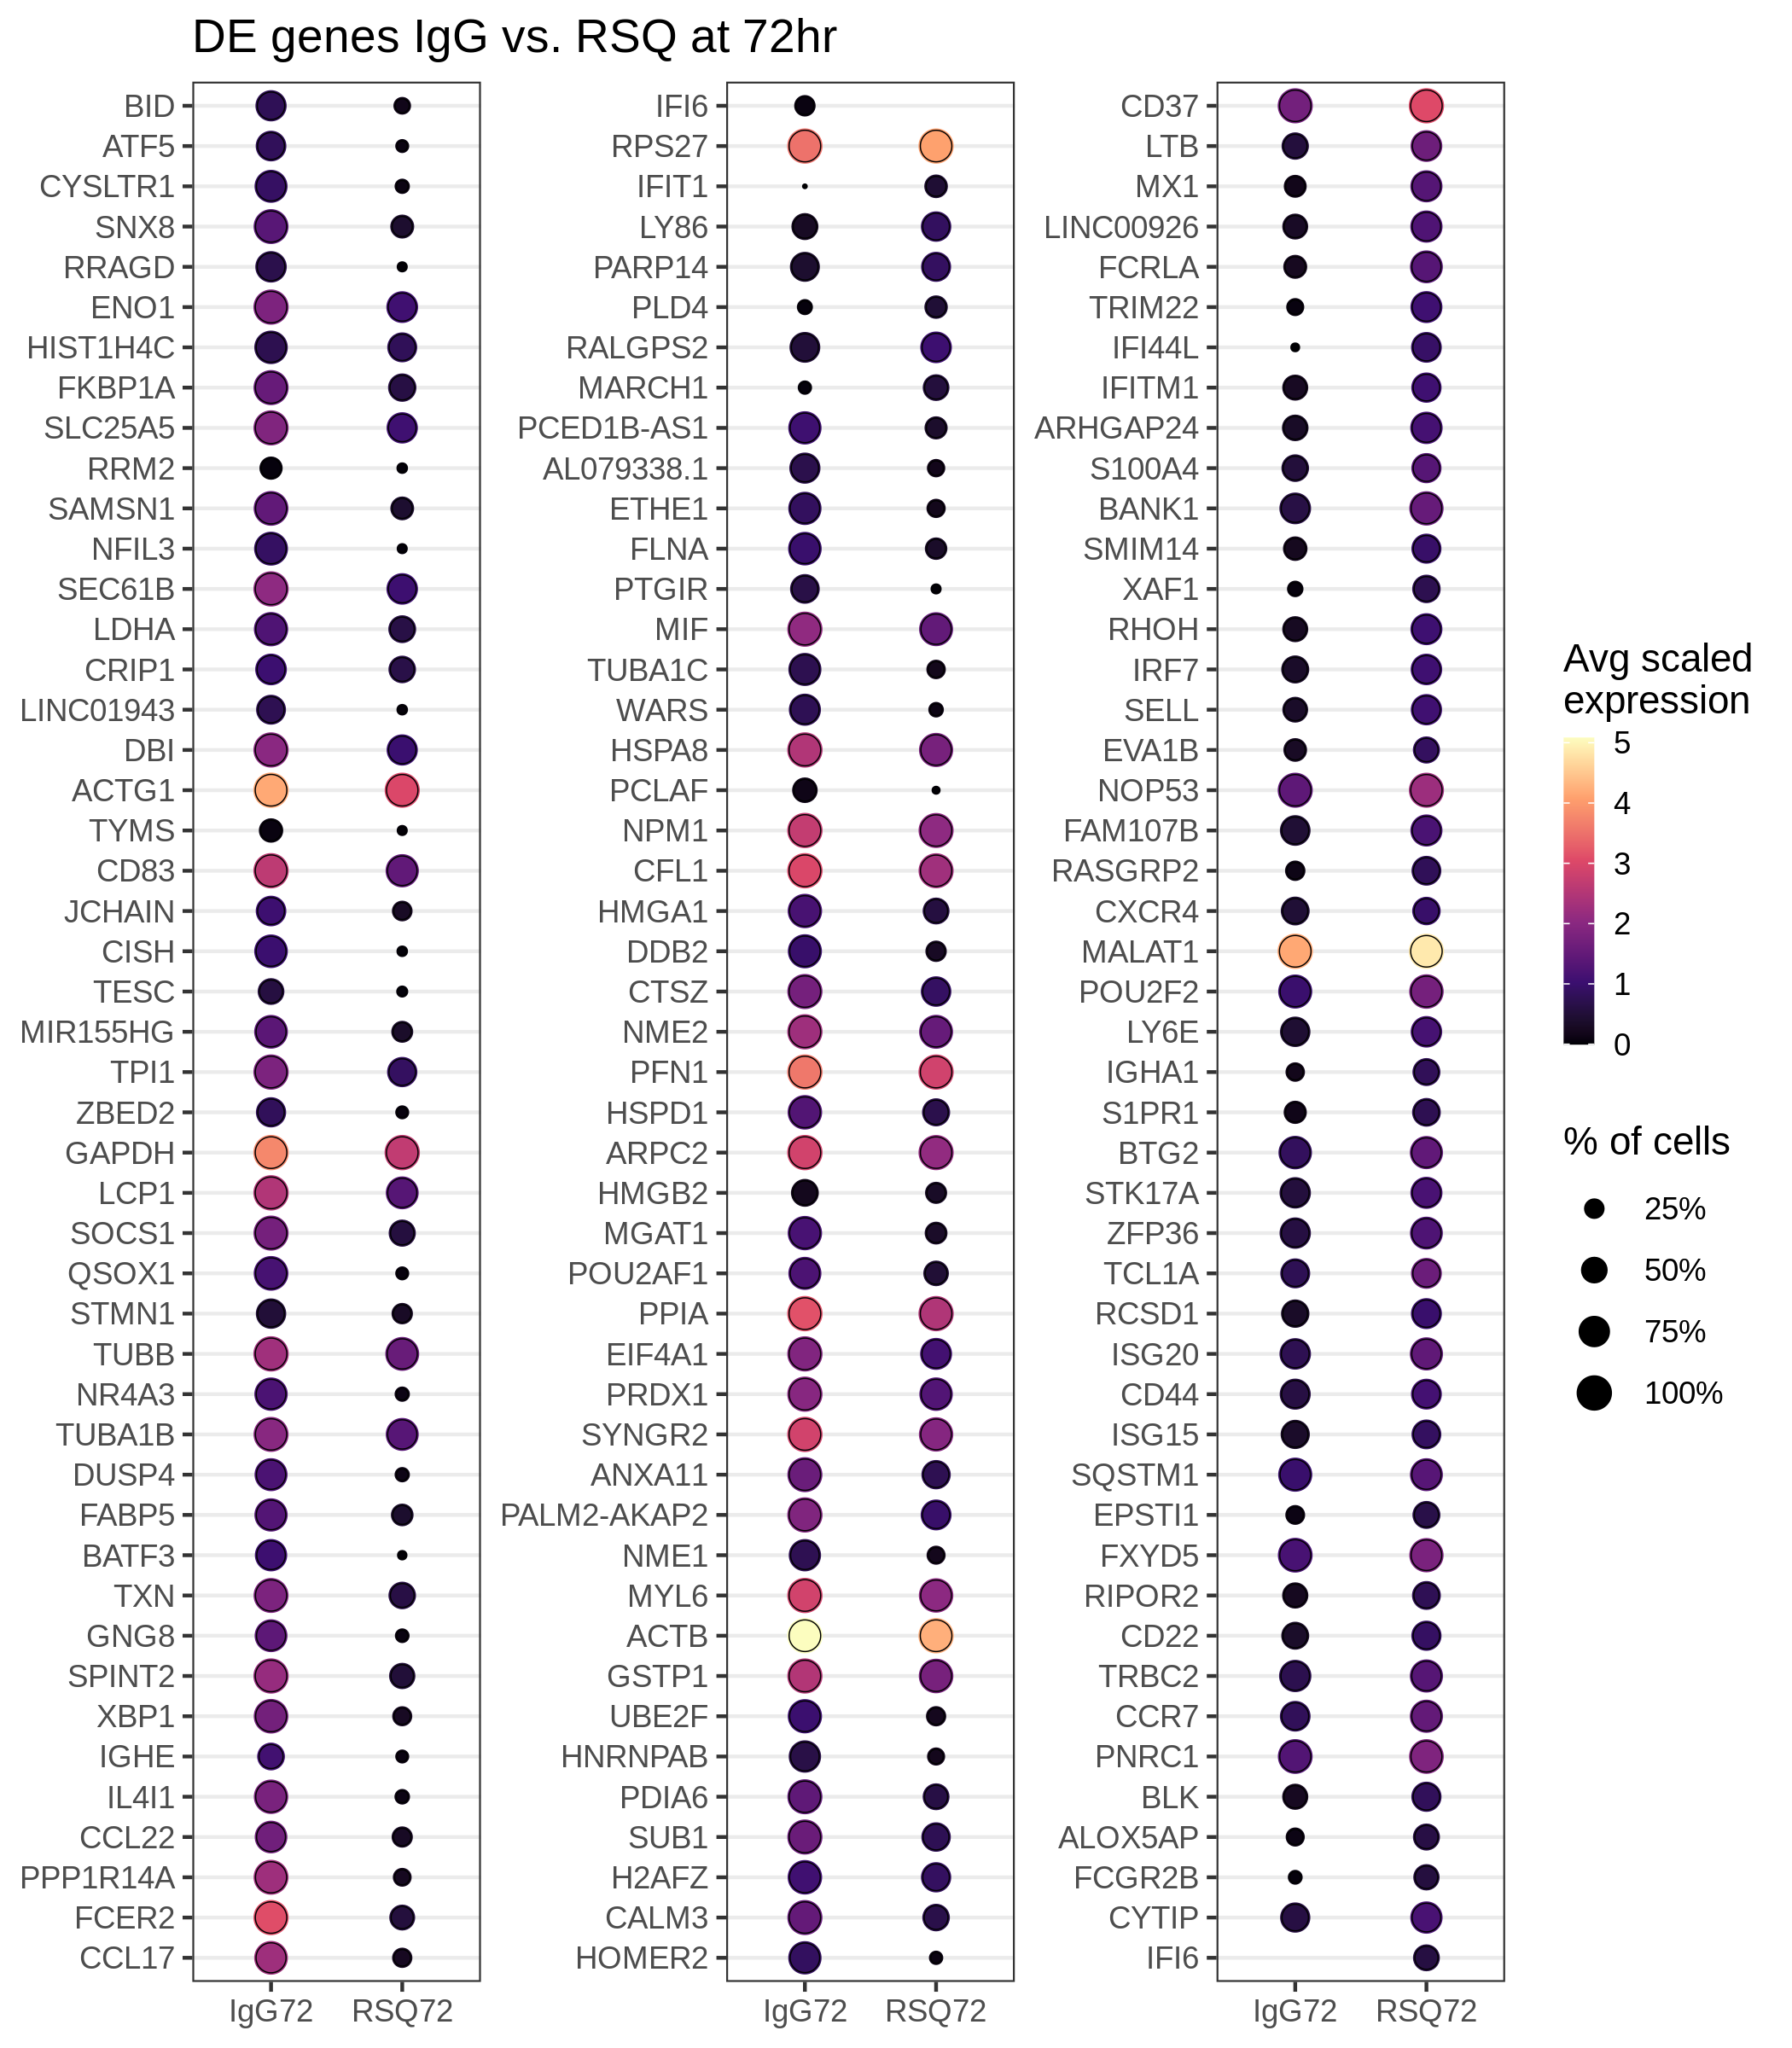 DE genes IgG vs. RSQ at 72hr
BID
ATF5
CYSLTR1
SNX8
RRAGD
ENO1
HIST1H4C
FKBP1A
SLC25A5
RRM2
SAMSN1
NFIL3
SEC61B
LDHA
CRIP1
LINC01943
DBI
ACTG1
TYMS
CD83
JCHAIN
CISH
TESC
MIR155HG
TPI1
ZBED2
GAPDH
LCP1
SOCS1
QSOX1
STMN1
TUBB
NR4A3
TUBA1B
DUSP4
FABP5
BATF3
TXN
GNG8
SPINT2
XBP1
IGHE
IL4I1
CCL22
PPP1R14A
FCER2
CCL17
IgG72 RSQ72
IFI6
RPS27
IFIT1
LY86
PARP14
PLD4
RALGPS2
MARCH1
PCED1B-AS1
AL079338.1
ETHE1
FLNA
PTGIR
MIF
TUBA1C
WARS
HSPA8
PCLAF
NPM1
CFL1
HMGA1
DDB2
CTSZ
NME2
PFN1
HSPD1
ARPC2
HMGB2
MGAT1
POU2AF1
PPIA
EIF4A1
PRDX1
SYNGR2
ANXA11
PALM2-AKAP2
NME1
MYL6
ACTB
GSTP1
UBE2F
HNRNPAB
PDIA6
SUB1
H2AFZ
CALM3
HOMER2
IgG72 RSQ72
CD37
LTB
MX1
LINC00926
FCRLA
TRIM22
IFI44L
IFITM1
ARHGAP24
S100A4
BANK1
SMIM14
XAF1
RHOH
IRF7
SELL
EVA1B
NOP53
FAM107B
RASGRP2
CXCR4
MALAT1
POU2F2
LY6E
IGHA1
S1PR1
BTG2
STK17A
ZFP36
TCL1A
RCSD1
ISG20
CD44
ISG15
SQSTM1
EPSTI1
FXYD5
RIPOR2
CD22
TRBC2
CCR7
PNRC1
BLK
ALOX5AP
FCGR2B
CYTIP
IFI6
IgG72 RSQ72
Avg scaled
expression
5
4
3
2
1
0
% of cells
25%
50%
75%
100%